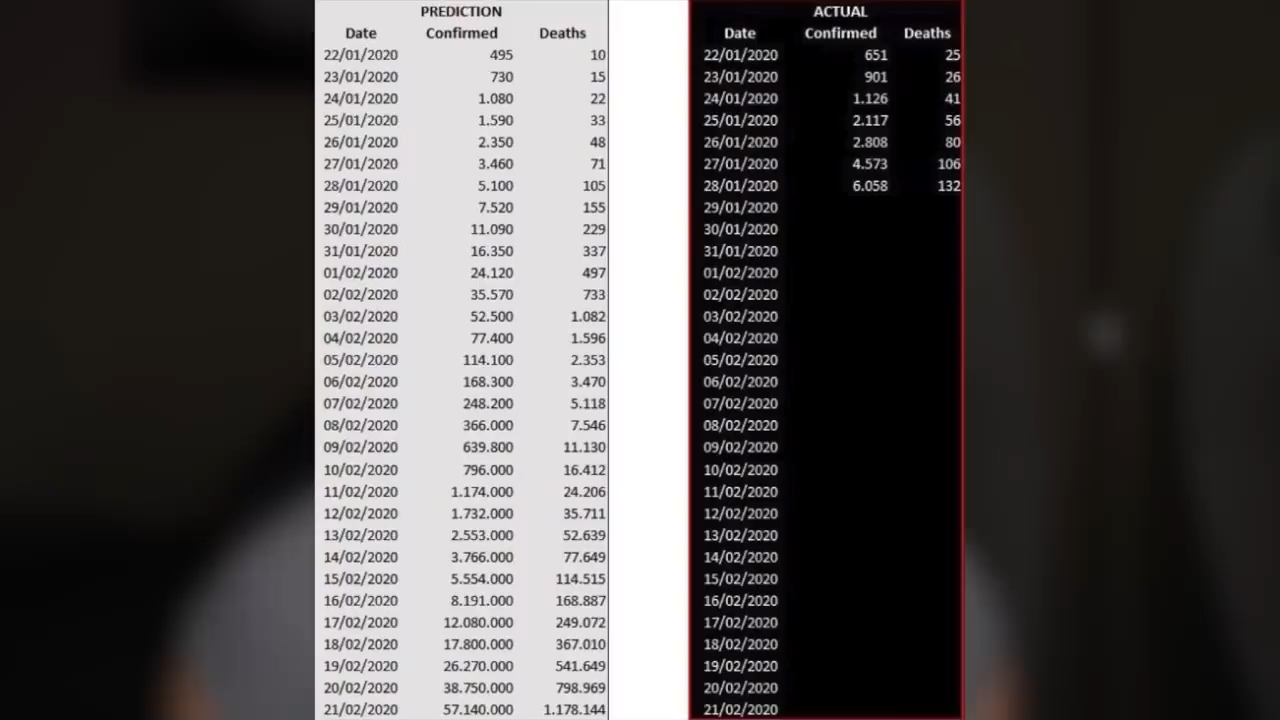 PREDICTION
Date Confirmed Deaths
22/01/2020 495 10
23/01/2020 730 15
24/01/2020 1.080 22
25/01/2020 1.590 33
26/01/2020 2.350 48
27/01/2020 3.460 71
28/01/2020 5.100 105
29/01/2020 7.520 155
30/01/2020 11.090 229
31/01/2020 16.350 337
01/02/2020 24.120 497
02/02/2020 35.570 733
03/02/2020 52.500 1.082
04/02/2020 77.400 1.596
05/02/2020 114.100 2.353
06/02/2020 168.300 3.470
07/02/2020 248.200 5.118
08/02/2020 366.000 7.546
09/02/2020 639.800 11.130
10/02/2020 796.000 16.412
11/02/2020 1.174.000 24.206
12/02/2020 1.732.000 35.711
13/02/2020 2.553.000 52.639
14/02/2020 3.766.000 77.649
15/02/2020 5.554.000 114.515
16/02/2020 8.191.000 168.887
17/02/2020 12.080.000 249.072
18/02/2020 17.800.000 367.010
19/02/2020 26.270.000 541.649
20/02/2020 38.750.000 798.969
21/02/2020 57.140.000 1.178.144
ACTUAL
Date Confirmed Deaths
22/01/2020 651 25
23/01/2020 901 26
24/01/2020 1.126 41
25/01/2020 2.117 56
26/01/2020 2.808 80
27/01/2020 4.573 106
28/01/2020 6.058 132
29/01/2020
30/01/2020
31/01/2020
01/02/2020
02/02/2020
03/02/2020
04/02/2020
05/02/2020
06/02/2020
07/02/2020
08/02/2020
09/02/2020
10/02/2020
11/02/2020
12/02/2020
13/02/2020
14/02/2020
15/02/2020
16/02/2020
17/02/2020
18/02/2020
19/02/2020
20/02/2020
21/02/2020